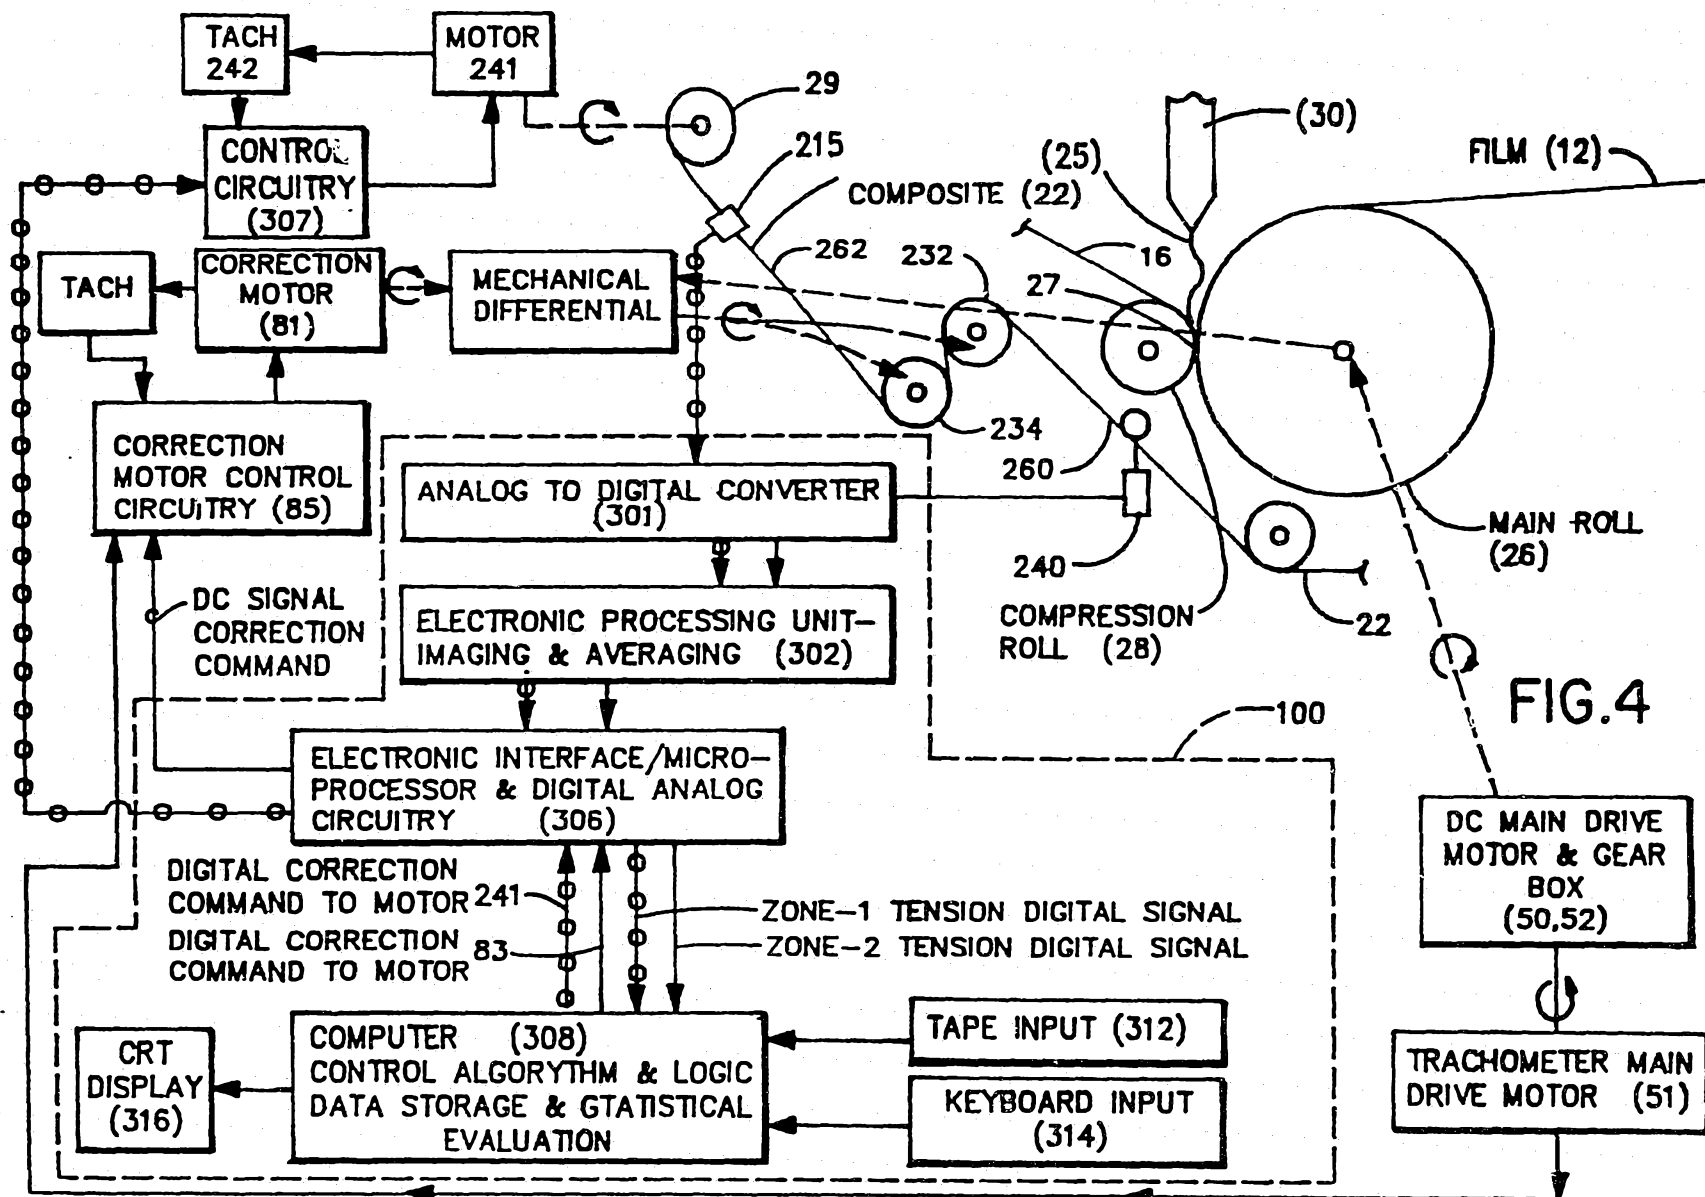 TACH
242
MOTOR
241
29
(30)
CONTROL
CIRCUITRY
(307)
215
(25)
FILM (12)
COMPOSITE (22)
262
232
16
27
TACH
CORRECTION
MOTOR
(81)
MECHANICAL
DIFFERENTIAL
234
260
CORRECTION
MOTOR CONTROL
CIRCUITRY (85)
ANALOG TO DIGITAL CONVERTER
(301)
240
MAIN ROLL
(26)
COMPRESSION
ROLL (28)
22
DC SIGNAL
CORRECTION
COMMAND
ELECTRONIC PROCESSING UNIT-
IMAGING & AVERAGING (302)
FIG.4
100
ELECTRONIC INTERFACE/MICRO-
PROCESSOR & DIGITAL ANALOG
CIRCUITRY (306)
DC MAIN DRIVE
MOTOR & GEAR
BOX
(50,52)
DIGITAL CORRECTION
COMMAND TO MOTOR 241
DIGITAL CORRECTION
COMMAND TO MOTOR 83
ZONE-1 TENSION DIGITAL SIGNAL
ZONE-2 TENSION DIGITAL SIGNAL
COMPUTER (308)
CONTROL ALGORYTHM & LOGIC
DATA STORAGE & GTATISTICAL
EVALUATION
TAPE INPUT (312)
KEYBOARD INPUT
(314)
CRT
DISPLAY
(316)
TRACHOMETER MAIN
DRIVE MOTOR (51)